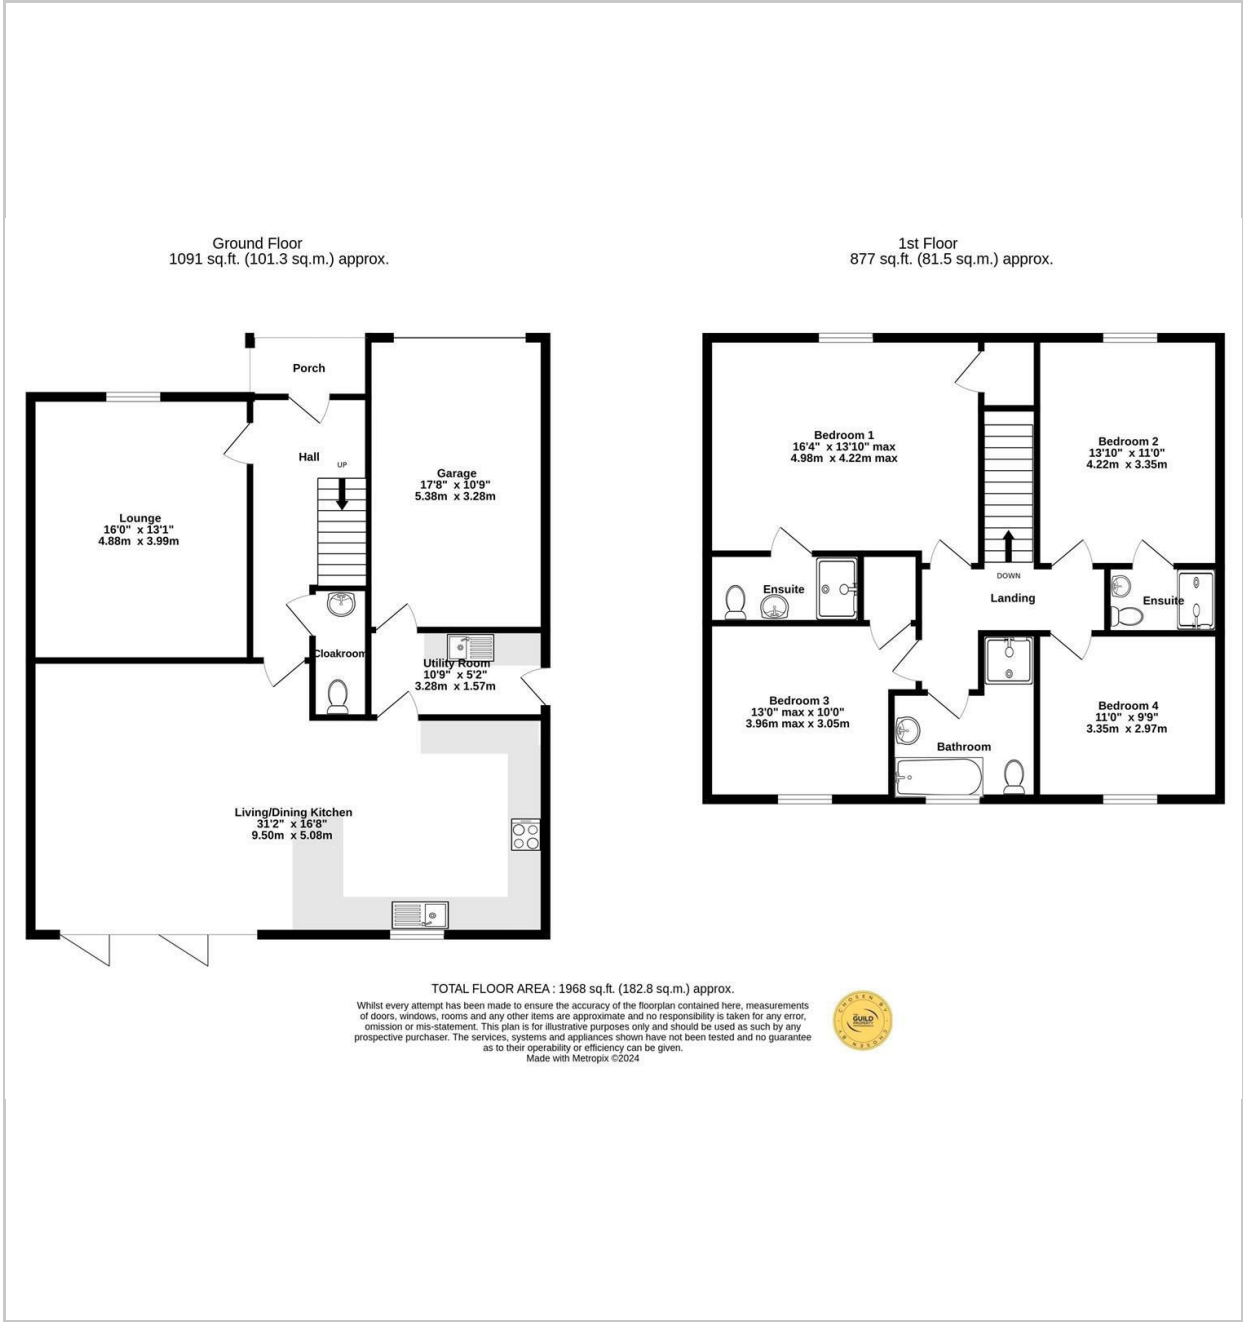 Ground Floor
1091 sq.ft. (101.3 sq.m.) approx.
1st Floor
877 sq.ft. (81.5 sq.m.) approx.
Porch
Hall
UP
Garage
17'8" x 10'9"
5.38m x 3.28m
Lounge
16'0" x 13'1"
4.88m x 3.99m
Cloakroom
Utility Room
10'9" x 5'2"
3.28m x 1.57m
Living/Dining Kitchen
31'2" x 16'8"
9.50m x 5.08m
Bedroom 1
16'4" x 13'10" max
4.98m x 4.22m max
Bedroom 2
13'10" x 11'0"
4.22m x 3.35m
Ensuite
DOWN
Landing
Ensuite
Bedroom 3
13'0" max x 10'0"
3.96m max x 3.05m
Bathroom
Bedroom 4
11'0" x 9'9"
3.35m x 2.97m
TOTAL FLOOR AREA : 1968 sq.ft. (182.8 sq.m.) approx.
Whilst every attempt has been made to ensure the accuracy of the floorplan contained here, measurements
of doors, windows, rooms and any other items are approximate and no responsibility is taken for any error,
omission or mis-statement. This plan is for illustrative purposes only and should be used as such by any
prospective purchaser. The services, systems and appliances shown have not been tested and no guarantee
as to their operability or efficiency can be given.
Made with Metropix ©2024
CHOSEN BY
GUILD
CHOSEN BY